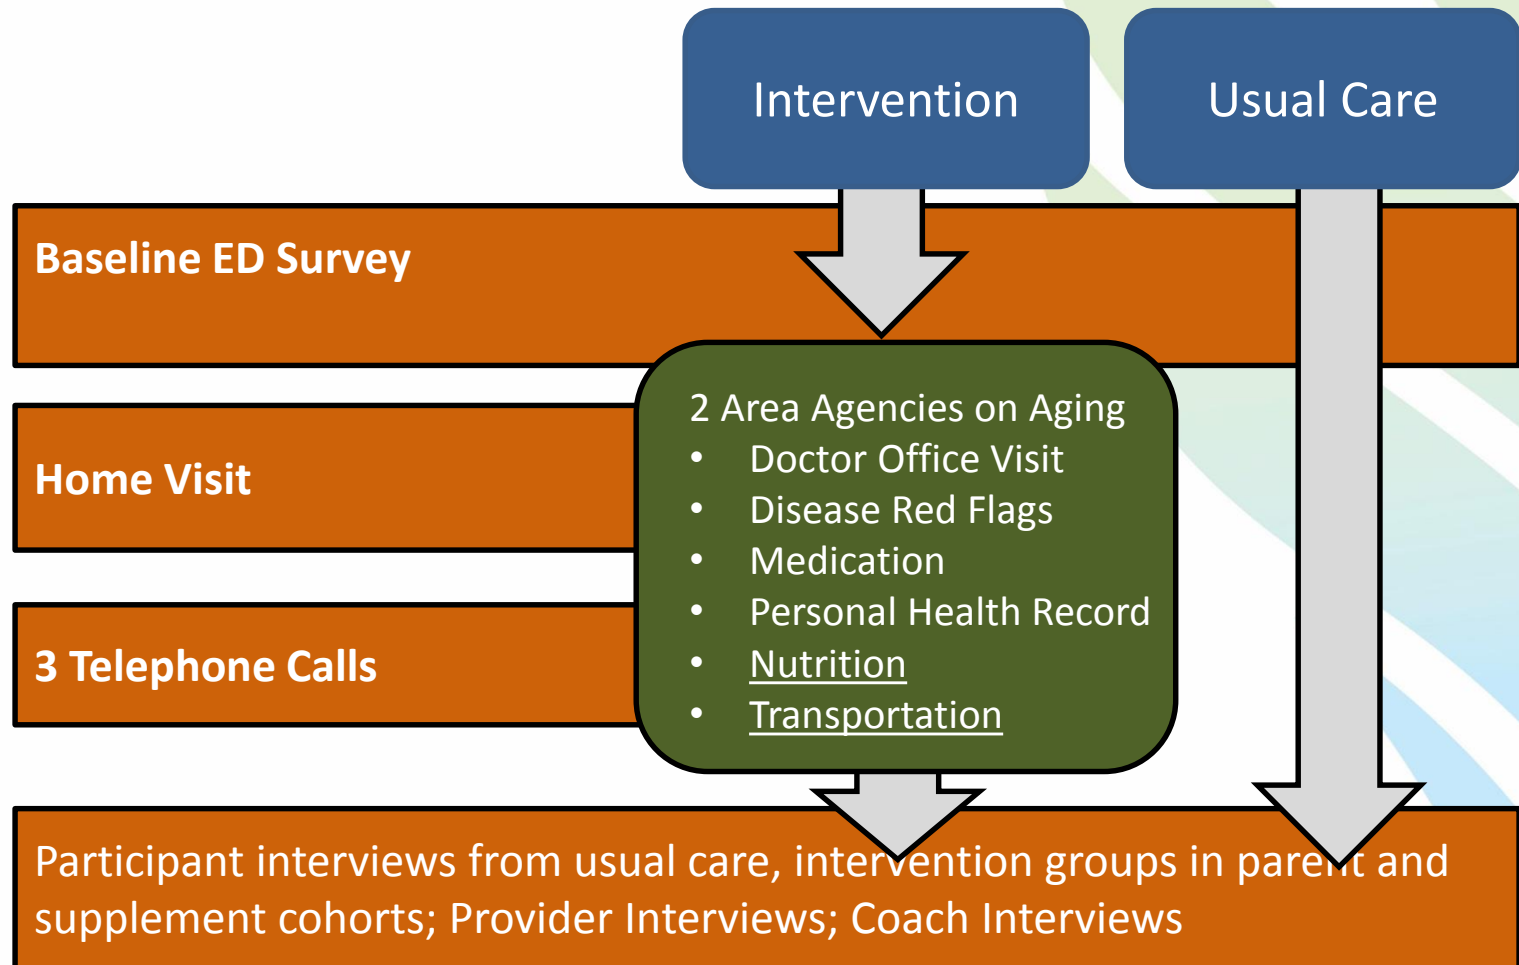 Intervention
Usual Care
Baseline ED Survey
Home Visit
3 Telephone Calls
2 Area Agencies on Aging
• Doctor Office Visit
• Disease Red Flags
• Medication
• Personal Health Record
• Nutrition
• Transportation
Participant interviews from usual care, intervention groups in parent and
supplement cohorts; Provider Interviews; Coach Interviews